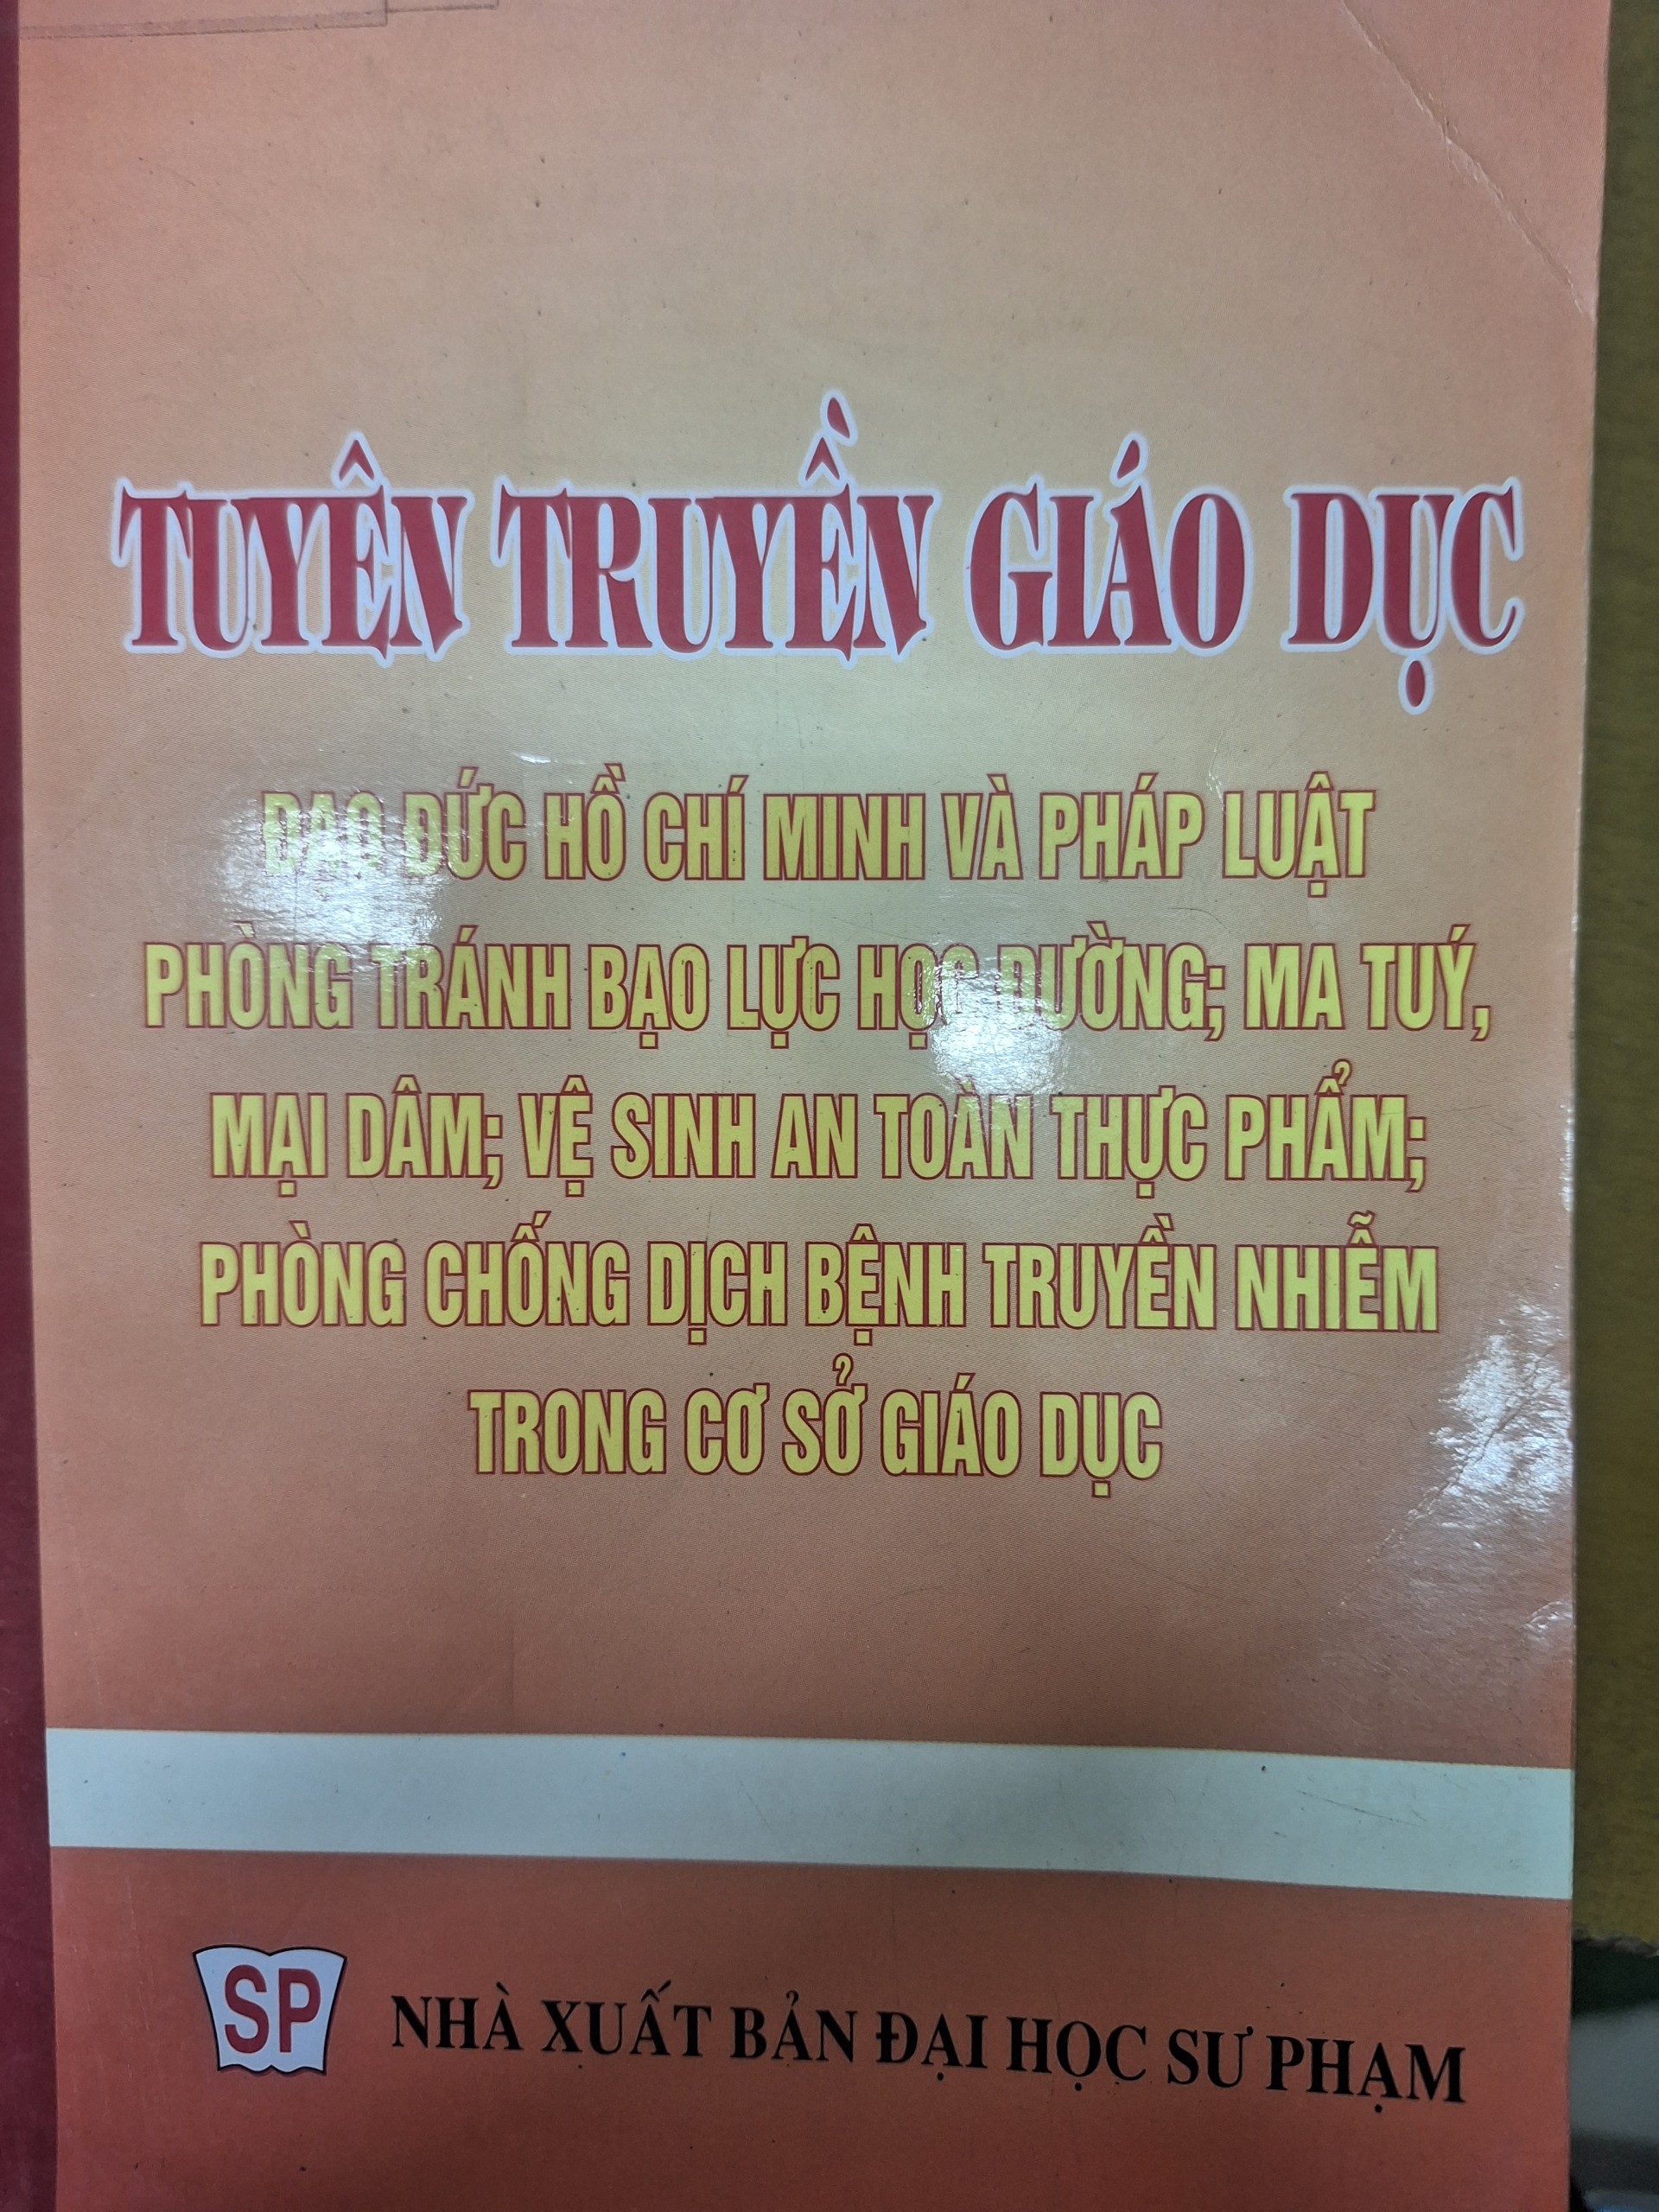 TUYÊN TRUYỀN GIÁO DỤC
ĐẠO ĐỨC HỒ CHÍ MINH VÀ PHÁP LUẬT
PHÒNG TRÁNH BẠO LỰC HỌC ĐƯỜNG; MA TUÝ,
MẠI DÂM; VỆ SINH AN TOÀN THỰC PHẨM;
PHÒNG CHỐNG DỊCH BỆNH TRUYỀN NHIỄM
TRONG CƠ SỞ GIÁO DỤC
SP
NHÀ XUẤT BẢN ĐẠI HỌC SƯ PHẠM